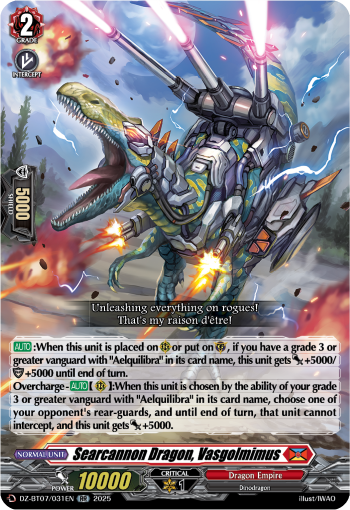 2
GRADE
INTERCEPT
5000
SHIELD
Unleashing everything on rogues!
That's my raison d'être!
AUTO:When this unit is placed on RC or put on GC, if you have a grade 3 or
greater vanguard with "Aelquilibra" in its card name, this unit gets +5000/
+5000 until end of turn.
Overcharge - AUTO【RC】:When this unit is chosen by the ability of your grade
3 or greater vanguard with "Aelquilibra" in its card name, choose one of
your opponent's rear-guards, and until end of turn, that unit cannot
intercept, and this unit gets +5000.
NORMAL UNIT Searcannon Dragon, Vasgolmimus
POWER 10000 CRITICAL 1 Dragon Empire
Dinodragon
DZ-BT07/031EN RR 2025 illust/IWAO